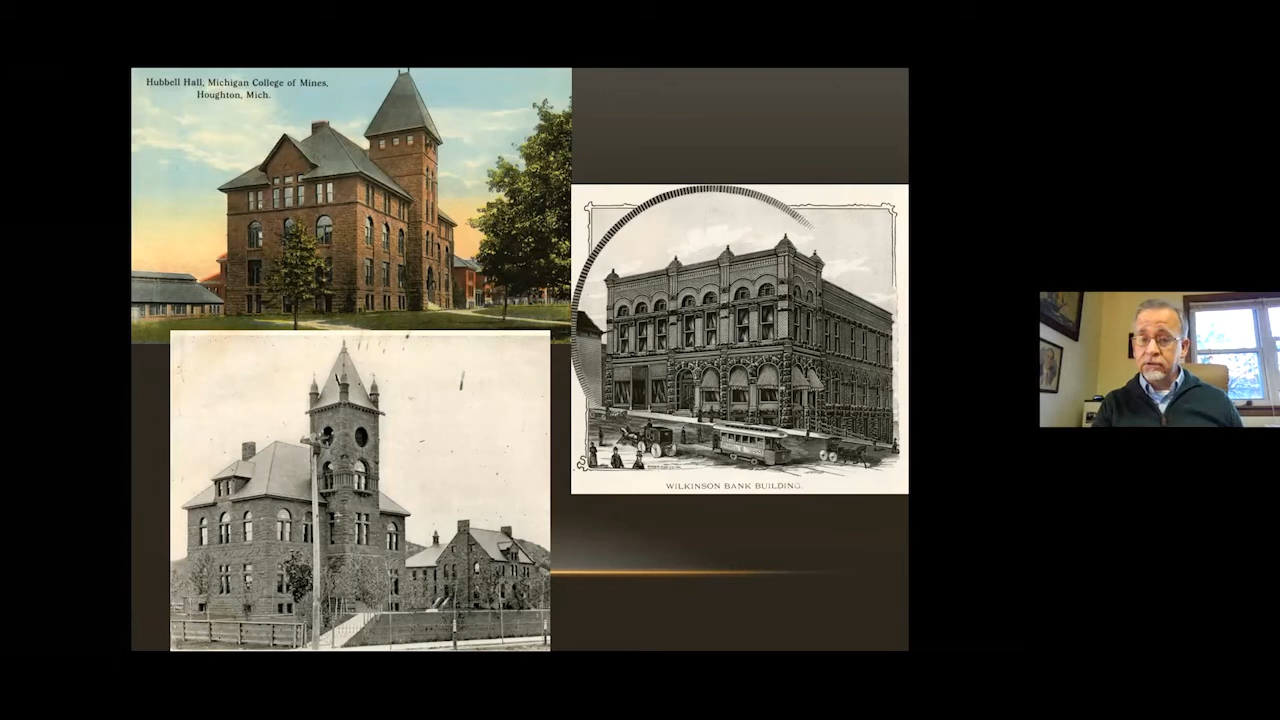 Hubbell Hall, Michigan College of Mines,
Houghton, Mich.
WILKINSON BANK BUILDING.